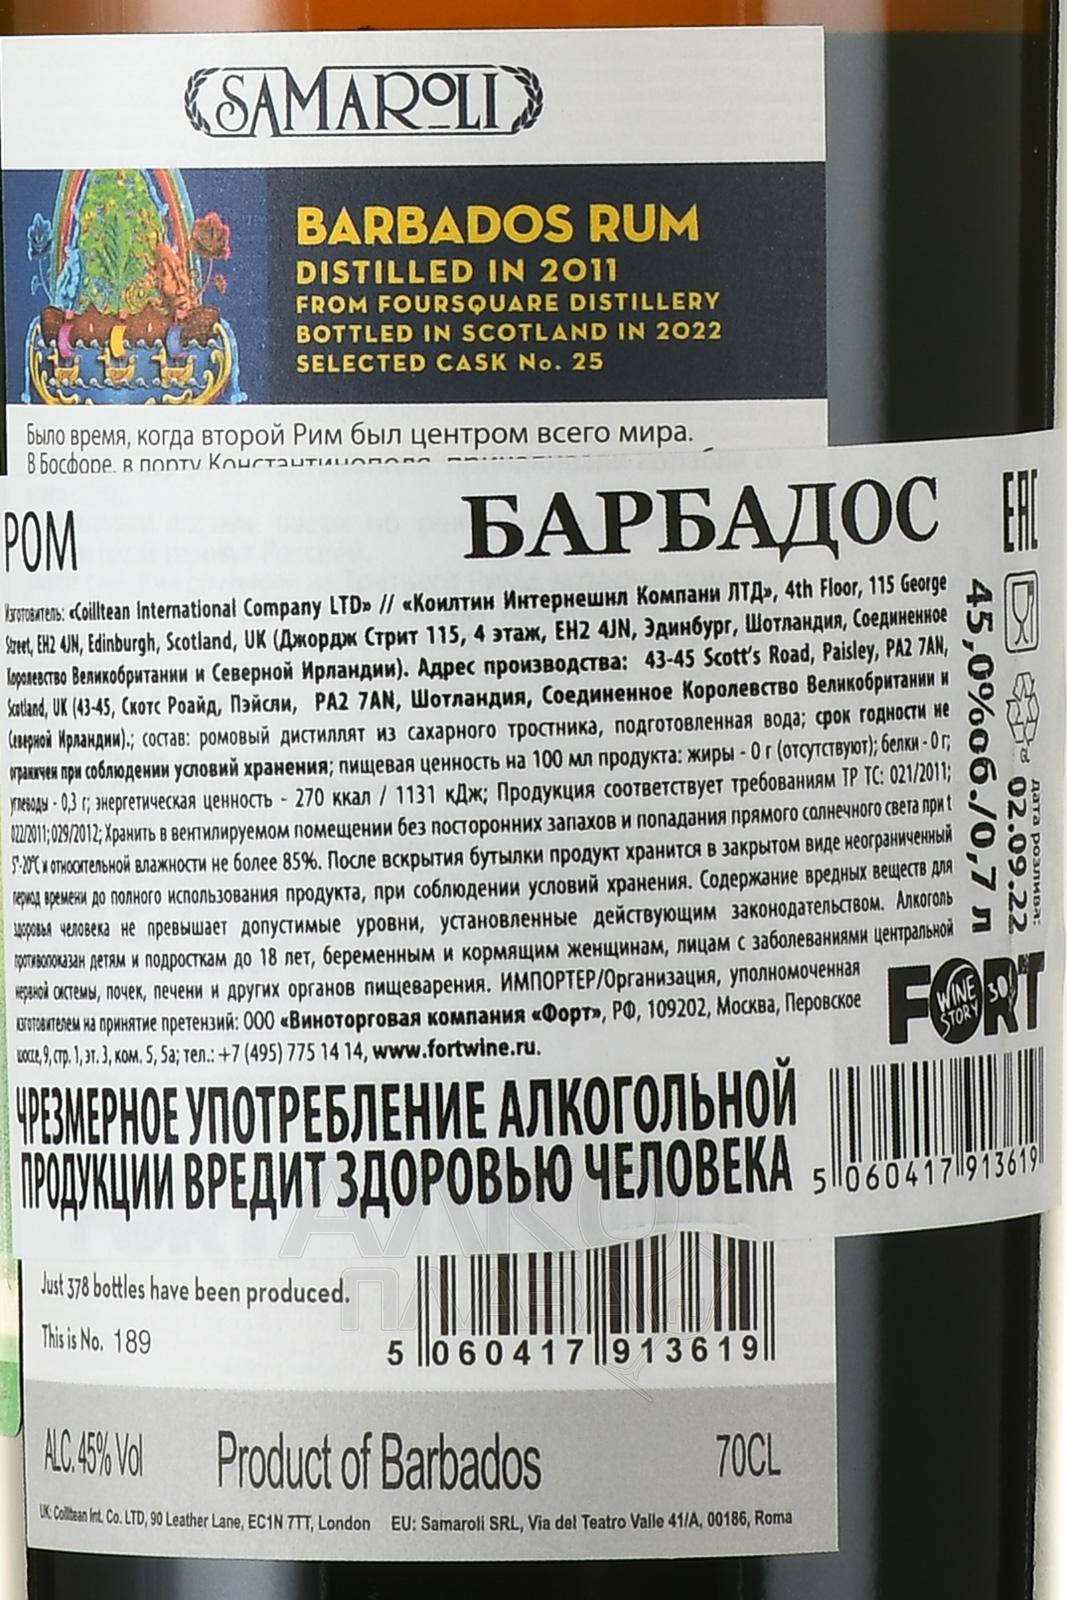 SAMAROLI
BARBADOS RUM
DISTILLED IN 2011
FROM FOURSQUARE DISTILLERY
BOTTLED IN SCOTLAND IN 2022
SELECTED CASK No. 25
Было время, когда второй Рим был центром всего мира.
В Босфоре, в порту Константинополя,
РОМ
БАРБАДОС
EAC
Изготовитель: «Coilltean International Company LTD» // «Коилтин Интернешнл Компани ЛТД», 4th Floor, 115 George
Street, EH2 4JN, Edinburgh, Scotland, UK (Джордж Стрит 115, 4 этаж, EH2 4JN, Эдинбург, Шотландия, Соединенное
Королевство Великобритании и Северной Ирландии). Адрес производства: 43-45 Scott's Road, Paisley, PA2 7AN,
Scotland, UK (43-45, Скотс Роайд, Пэйсли, PA2 7AN, Шотландия, Соединенное Королевство Великобритании и
Северной Ирландии).; состав: ромовый дистиллят из сахарного тростника, подготовленная вода; срок годности не
ограничен при соблюдении условий хранения; пищевая ценность на 100 мл продукта: жиры - 0 г (отсутствуют); белки - 0 г;
углеводы - 0,3 г; энергетическая ценность - 270 ккал / 1131 кДж; Продукция соответствует требованиям ТР ТС: 021/2011;
022/2011; 029/2012; Хранить в вентилируемом помещении без посторонних запахов и попадания прямого солнечного света при t
5°-20°C и относительной влажности не более 85%. После вскрытия бутылки продукт хранится в закрытом виде неограниченный
период времени до полного использования продукта, при соблюдении условий хранения. Содержание вредных веществ для
здоровья человека не превышает допустимые уровни, установленные действующим законодательством. Алкоголь
противопоказан детям и подросткам до 18 лет, беременным и кормящим женщинам, лицам с заболеваниями центральной
нервной системы, почек, печени и других органов пищеварения. ИМПОРТЕР/Организация, уполномоченная
изготовителем на принятие претензий: ООО «Виноторговая компания «Форт», РФ, 109202, Москва, Перовское
шоссе, 9, стр. 1, эт. 3, ком. 5, 5а; тел.: +7 (495) 775 14 14, www.fortwine.ru.
45,0%об./0,7 л
дата розлива:
02.09.22
FORT
WINE
STORY
30
ЧРЕЗМЕРНОЕ УПОТРЕБЛЕНИЕ АЛКОГОЛЬНОЙ
ПРОДУКЦИИ ВРЕДИТ ЗДОРОВЬЮ ЧЕЛОВЕКА
5 060417 913619
АЛКО
ПЛАВА
Just 378 bottles have been produced.
This is No. 189
5 060417 913619
ALC. 45% Vol
Product of Barbados
70CL
UK: Coilltean Int. Co. LTD, 90 Leather Lane, EC1N 7TT, London
EU: Samaroli SRL, Via del Teatro Valle 41/A, 00186, Roma